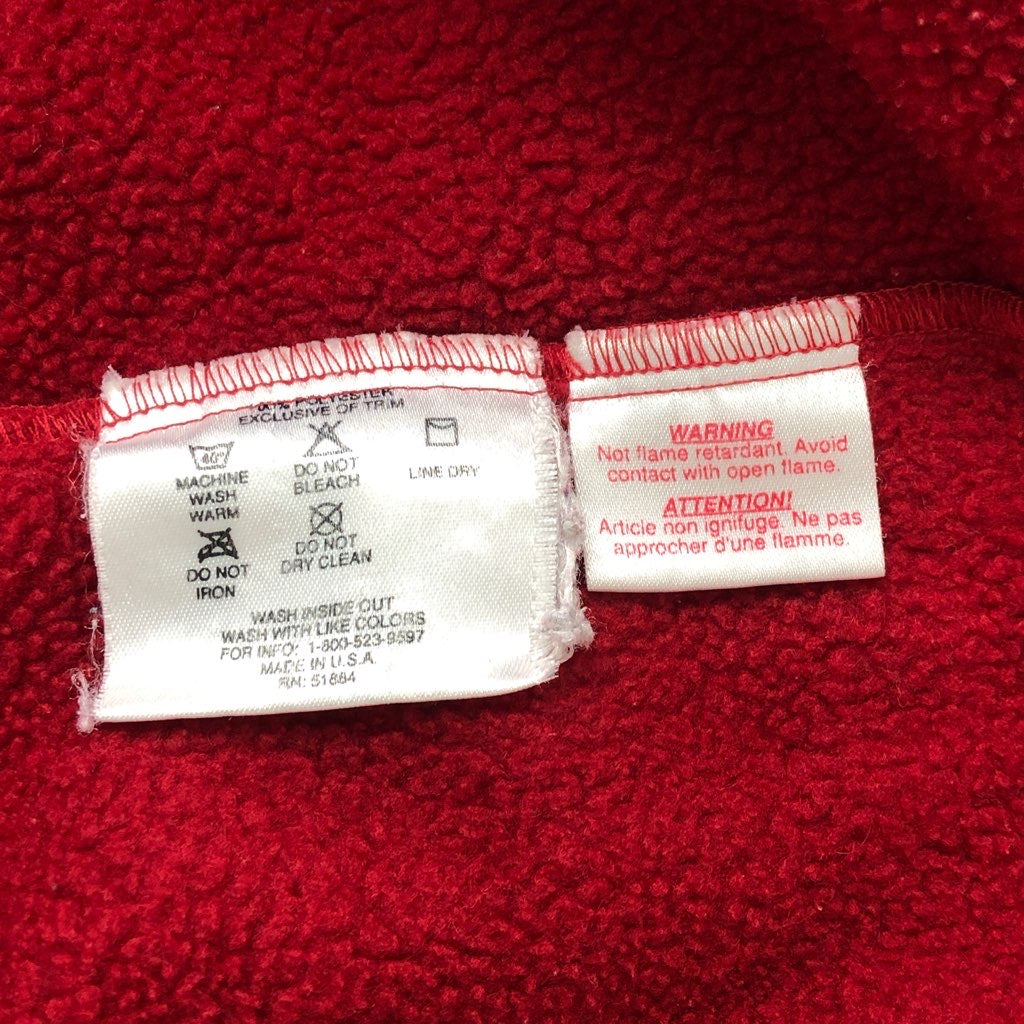 % POLYESTER
EXCLUSIVE OF TRIM
40°
MACHINE
WASH
WARM
DO NOT
BLEACH
LINE DRY
DO NOT
IRON
DO NOT
DRY CLEAN
WASH INSIDE OUT
WASH WITH LIKE COLORS
FOR INFO: 1-800-523-9597
MADE IN U.S.A.
RN: 51884
WARNING
Not flame retardant. Avoid
contact with open flame.
ATTENTION!
Article non ignifuge. Ne pas
approcher d'une flamme.